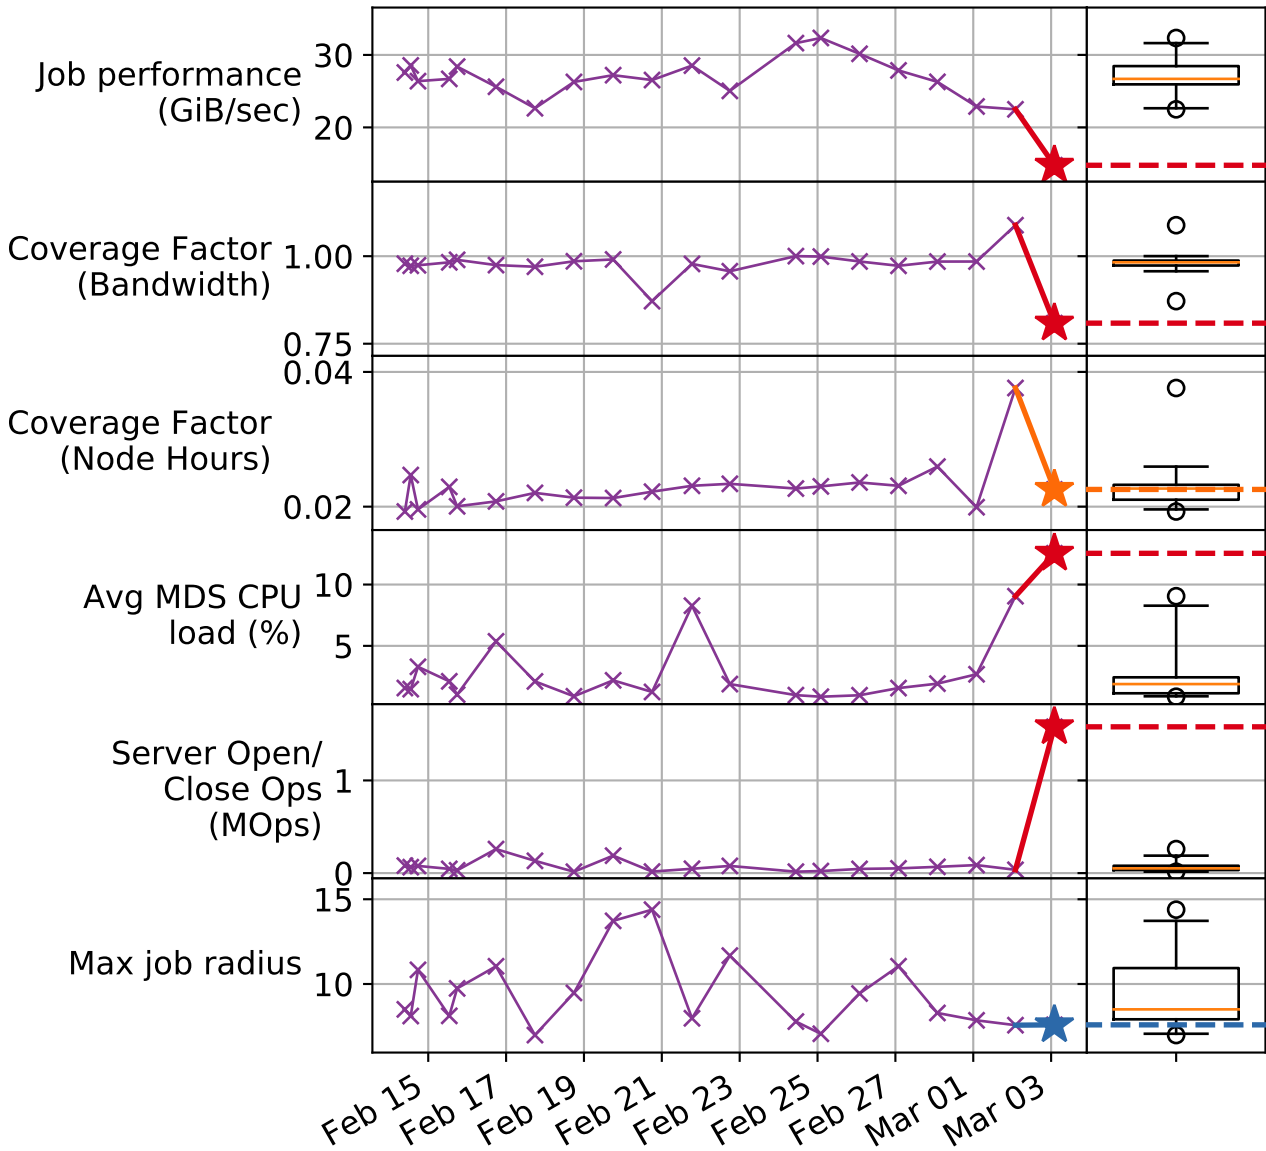 Job performance
(GiB/sec)
30
20
Coverage Factor
(Bandwidth)
1.00
0.75
Coverage Factor
(Node Hours)
0.04
0.02
Avg MDS CPU
load (%)
10
5
Server Open/
Close Ops
(MOps)
1
0
Max job radius
15
10
Feb 15
Feb 17
Feb 19
Feb 21
Feb 23
Feb 25
Feb 27
Mar 01
Mar 03